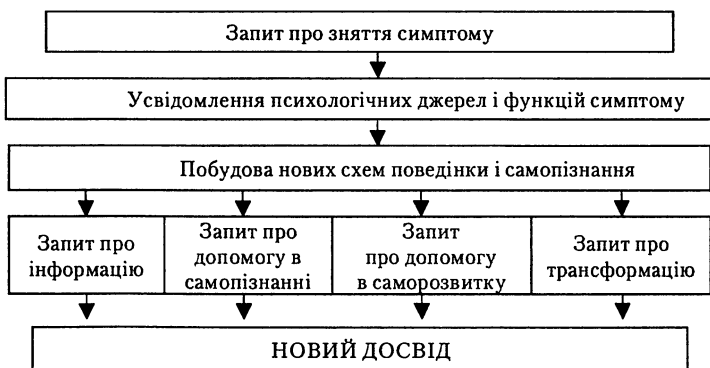 Запит про зняття симптому
Усвідомлення психологічних джерел і функцій симптому
Побудова нових схем поведінки і самопізнання
Запит про
інформацію
Запит про
допомогу в
самопізнанні
Запит
про допомогу
в саморозвитку
Запит про
трансформацію
НОВИЙ ДОСВІД